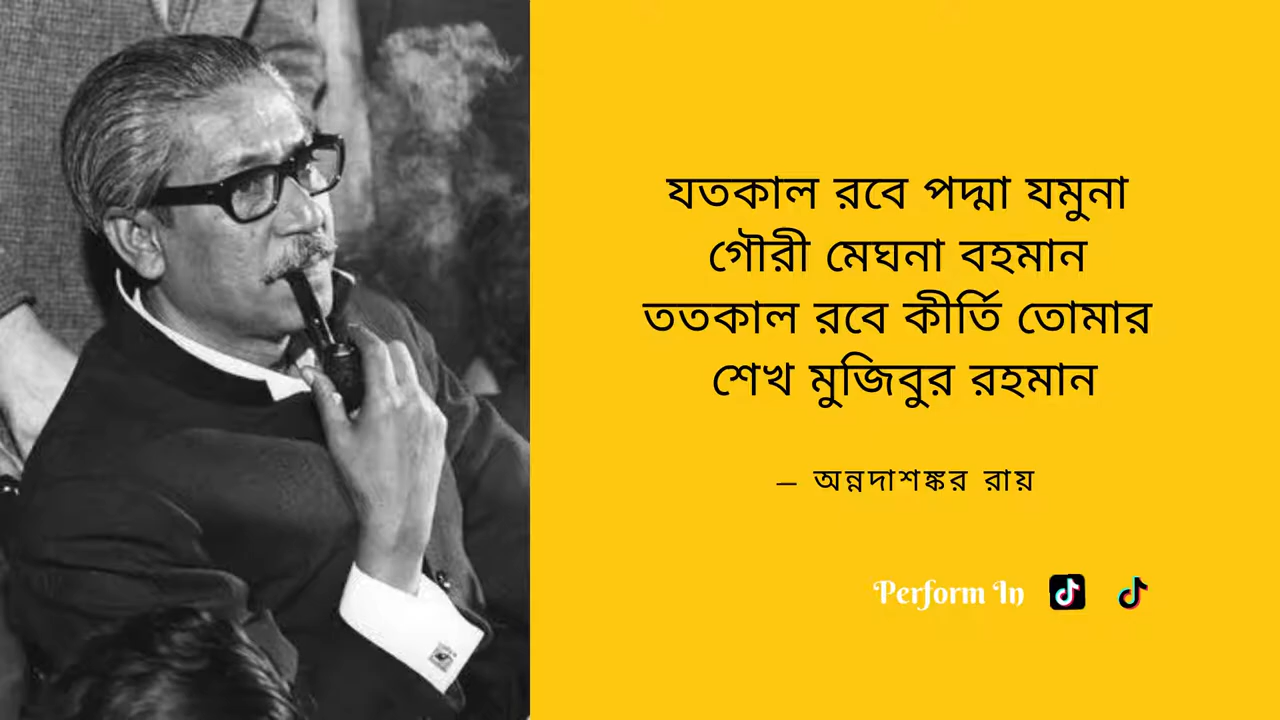 যতকাল রবে পদ্মা যমুনা
গৌরী মেঘনা বহমান
ততকাল রবে কীর্তি তোমার
শেখ মুজিবুর রহমান
– অন্নদাশঙ্কর রায়
Perform In